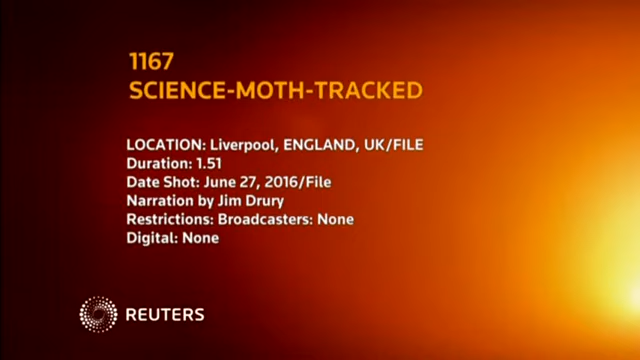 1167
SCIENCE-MOTH-TRACKED
LOCATION: Liverpool, ENGLAND, UK/FILE
Duration: 1.51
Date Shot: June 27, 2016/File
Narration by Jim Drury
Restrictions: Broadcasters: None
Digital: None
REUTERS